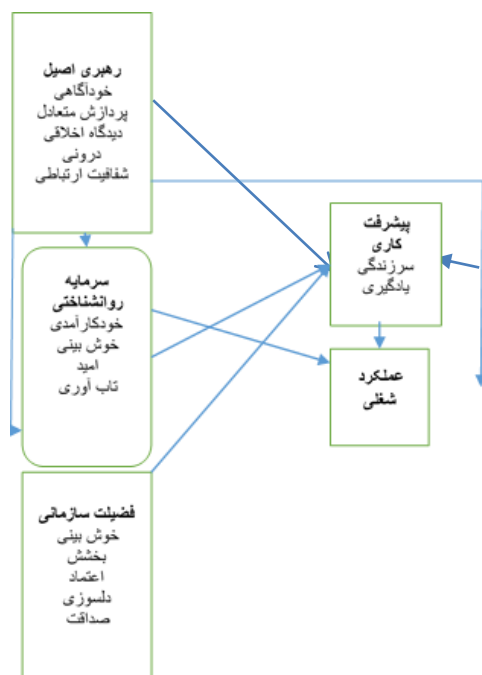 رهبری اصیل
خودآگاهی
پردازش متعادل
دیدگاه اخلاقی
درونی
شفافیت ارتباطی
سرمایه
روانشناختی
خودکارآمدی
خوش بینی
امید
تاب آوری
فضیلت سازمانی
خوش بینی
بخشش
اعتماد
دلسوزی
صداقت
پیشرفت
کاری
سرزندگی
یادگیری
عملکرد
شغلی